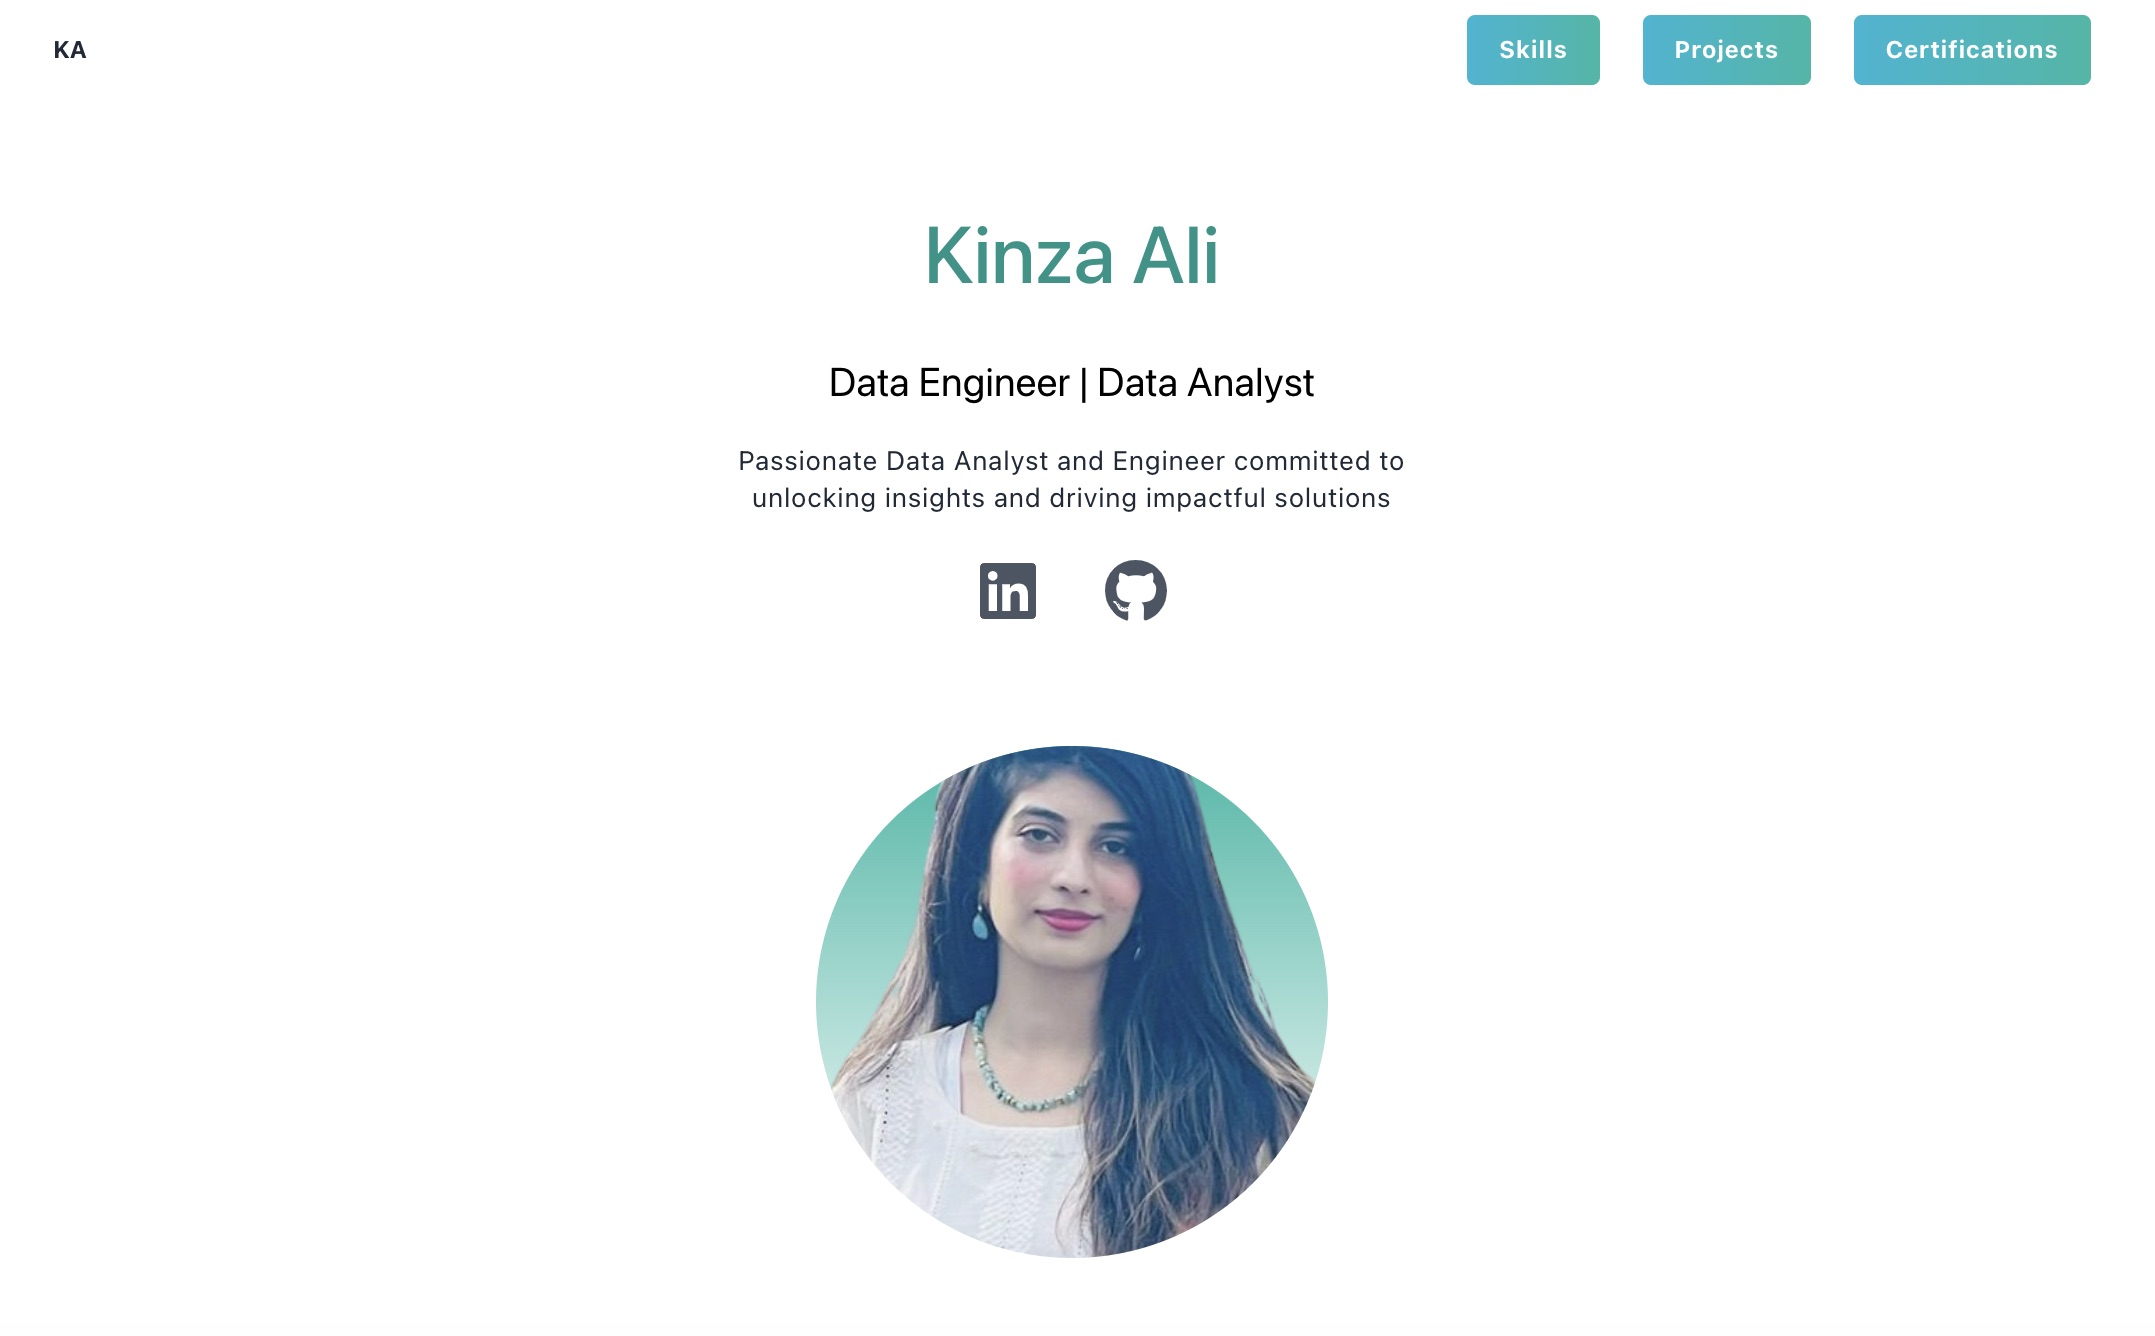 KA
Skills
Projects
Certifications
Kinza Ali
Data Engineer | Data Analyst
Passionate Data Analyst and Engineer committed to
unlocking insights and driving impactful solutions
in